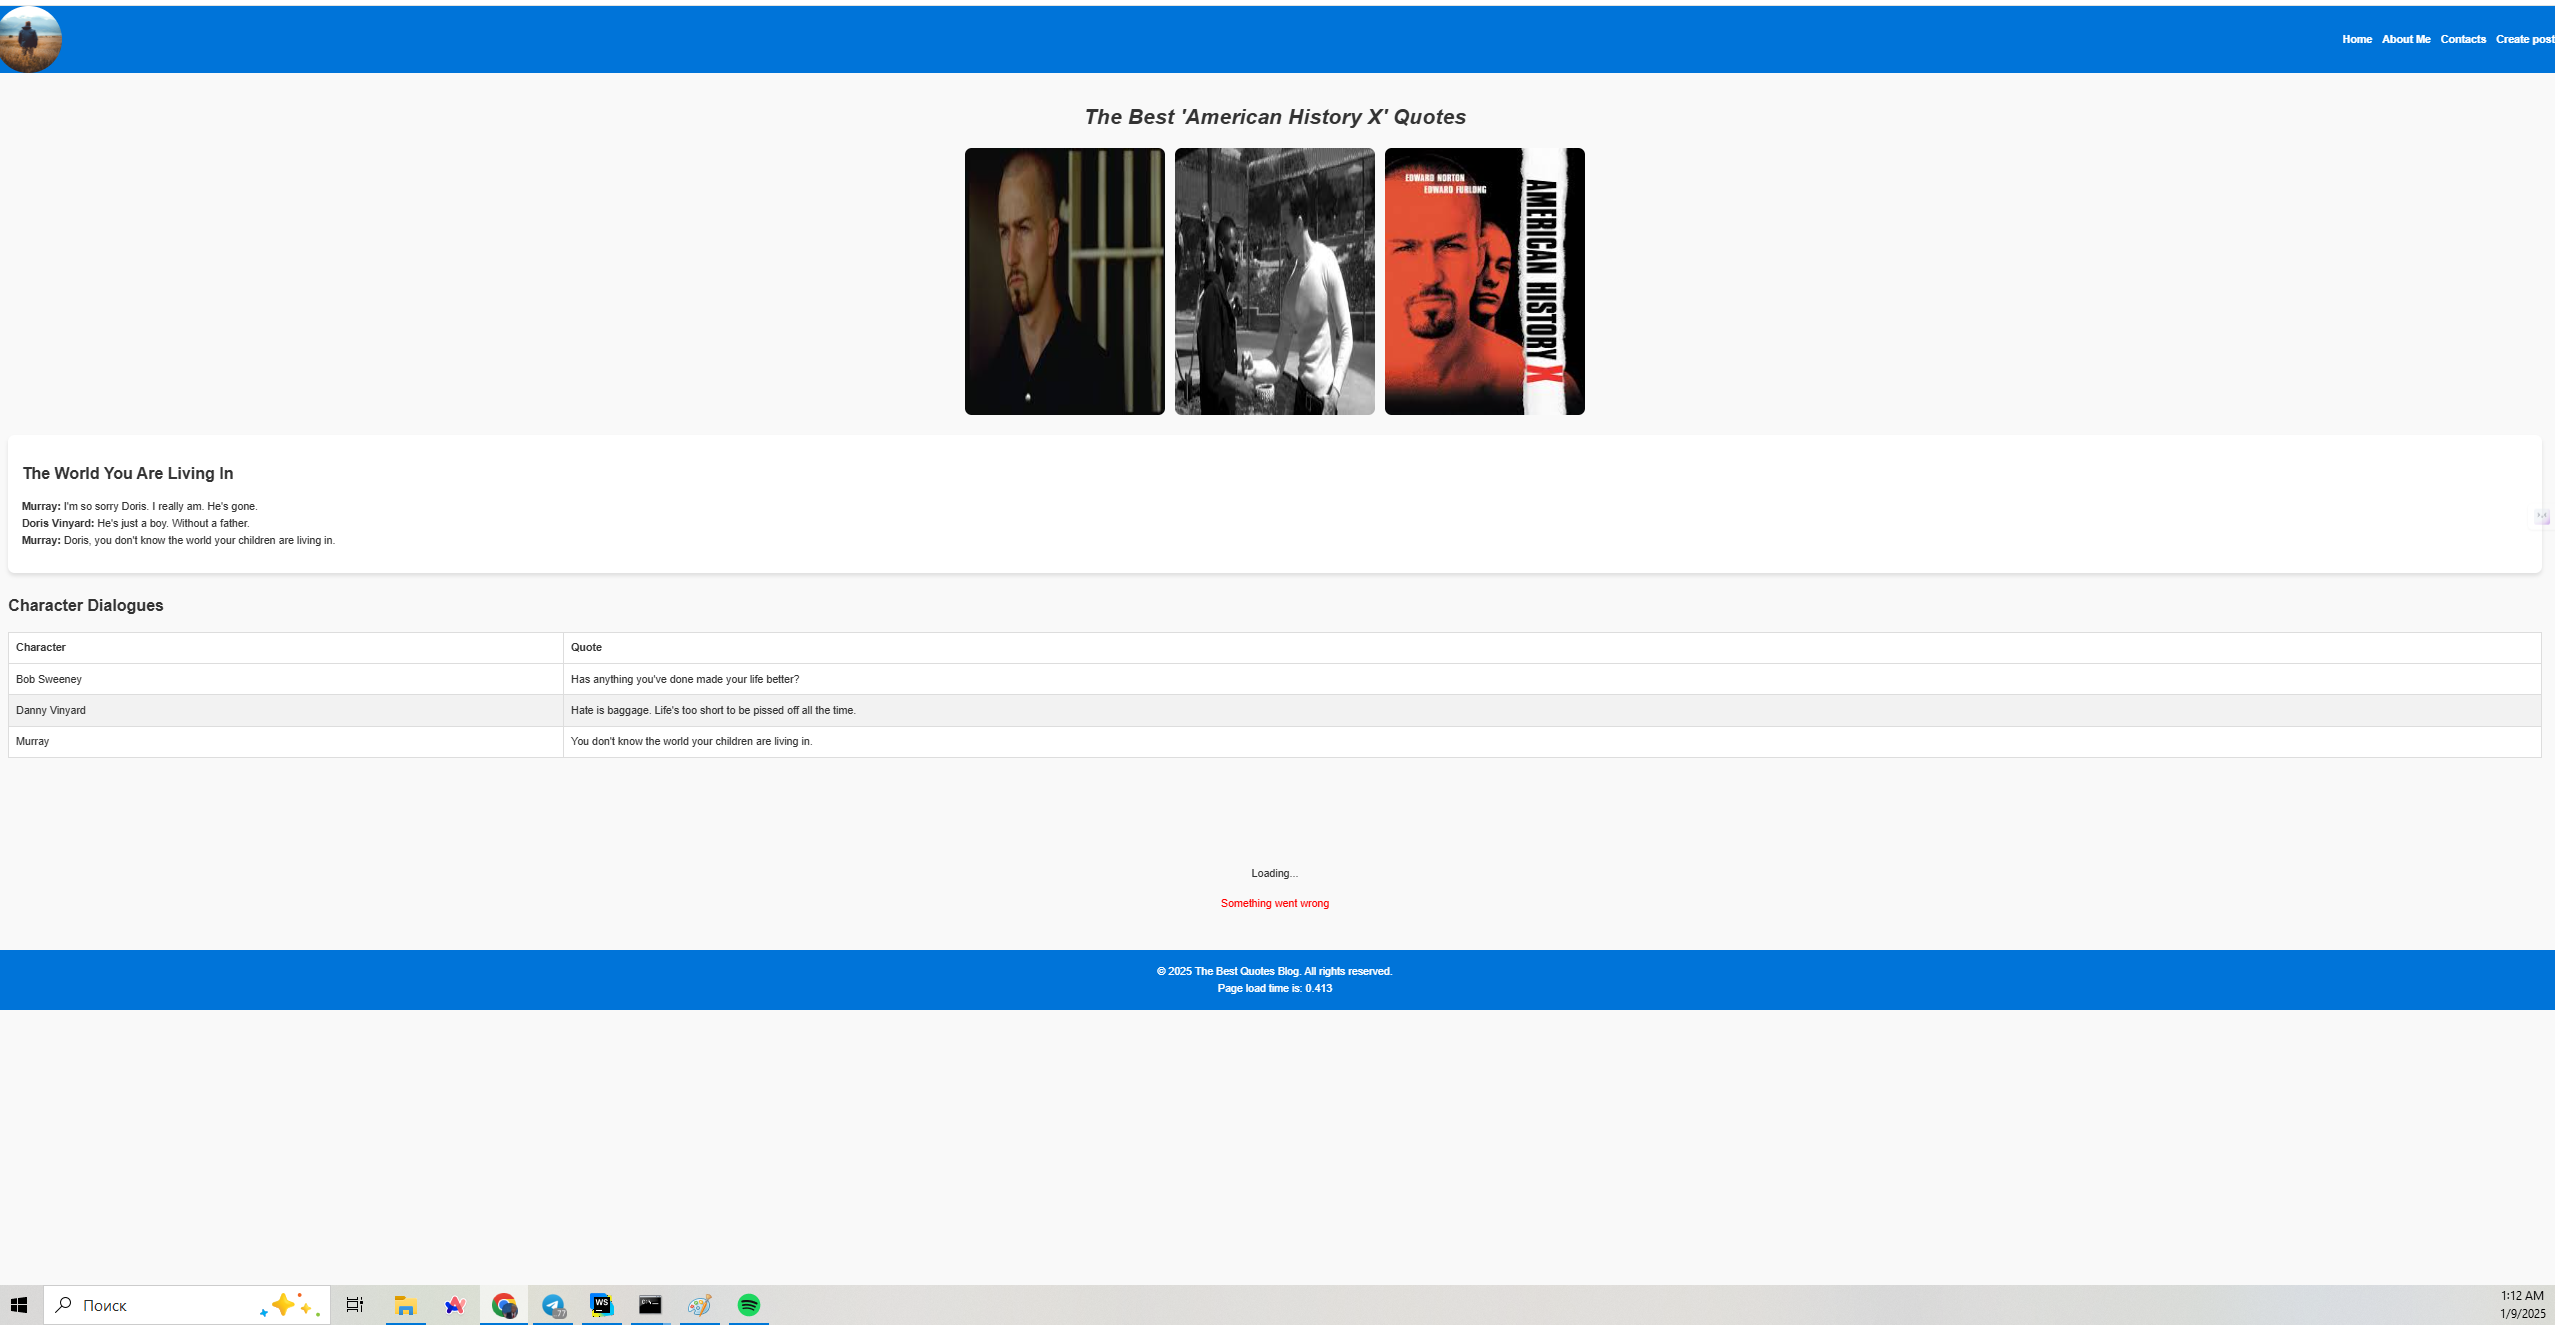 Home About Me Contacts Create post
The Best 'American History X' Quotes
EDWARD NORTON
EDWARD FURLONG
AMERICAN HISTORY X
The World You Are Living In
Murray: I'm so sorry Doris. I really am. He's gone.
Doris Vinyard: He's just a boy. Without a father.
Murray: Doris, you don't know the world your children are living in.
Character Dialogues
Character Quote
Bob Sweeney Has anything you've done made your life better?
Danny Vinyard Hate is baggage. Life's too short to be pissed off all the time.
Murray You don't know the world your children are living in.
Loading...
Something went wrong
© 2025 The Best Quotes Blog. All rights reserved.
Page load time is: 0.413
Поиск
77
WS
1:12 AM
1/9/2025